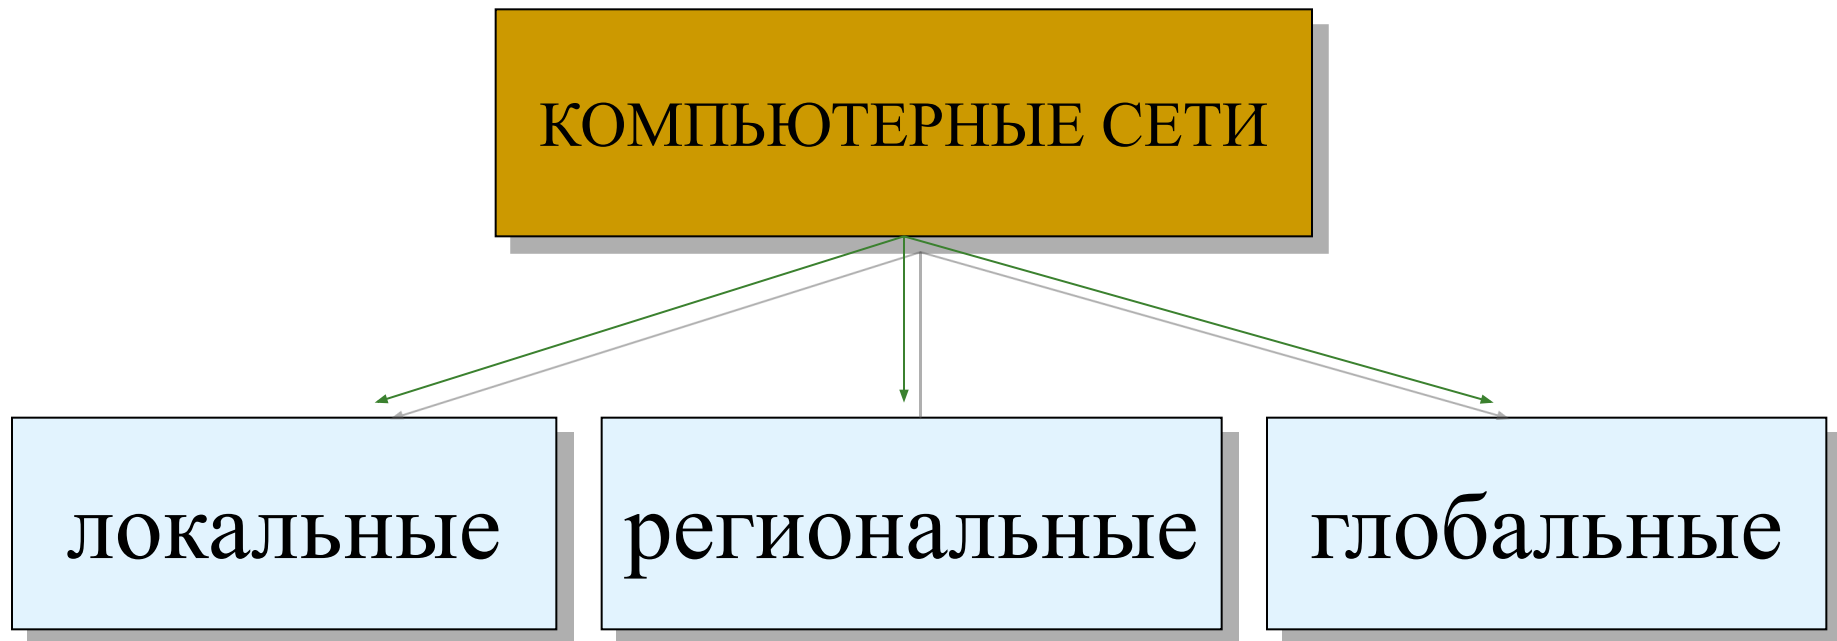 КОМПЬЮТЕРНЫЕ СЕТИ
локальные
региональные
глобальные